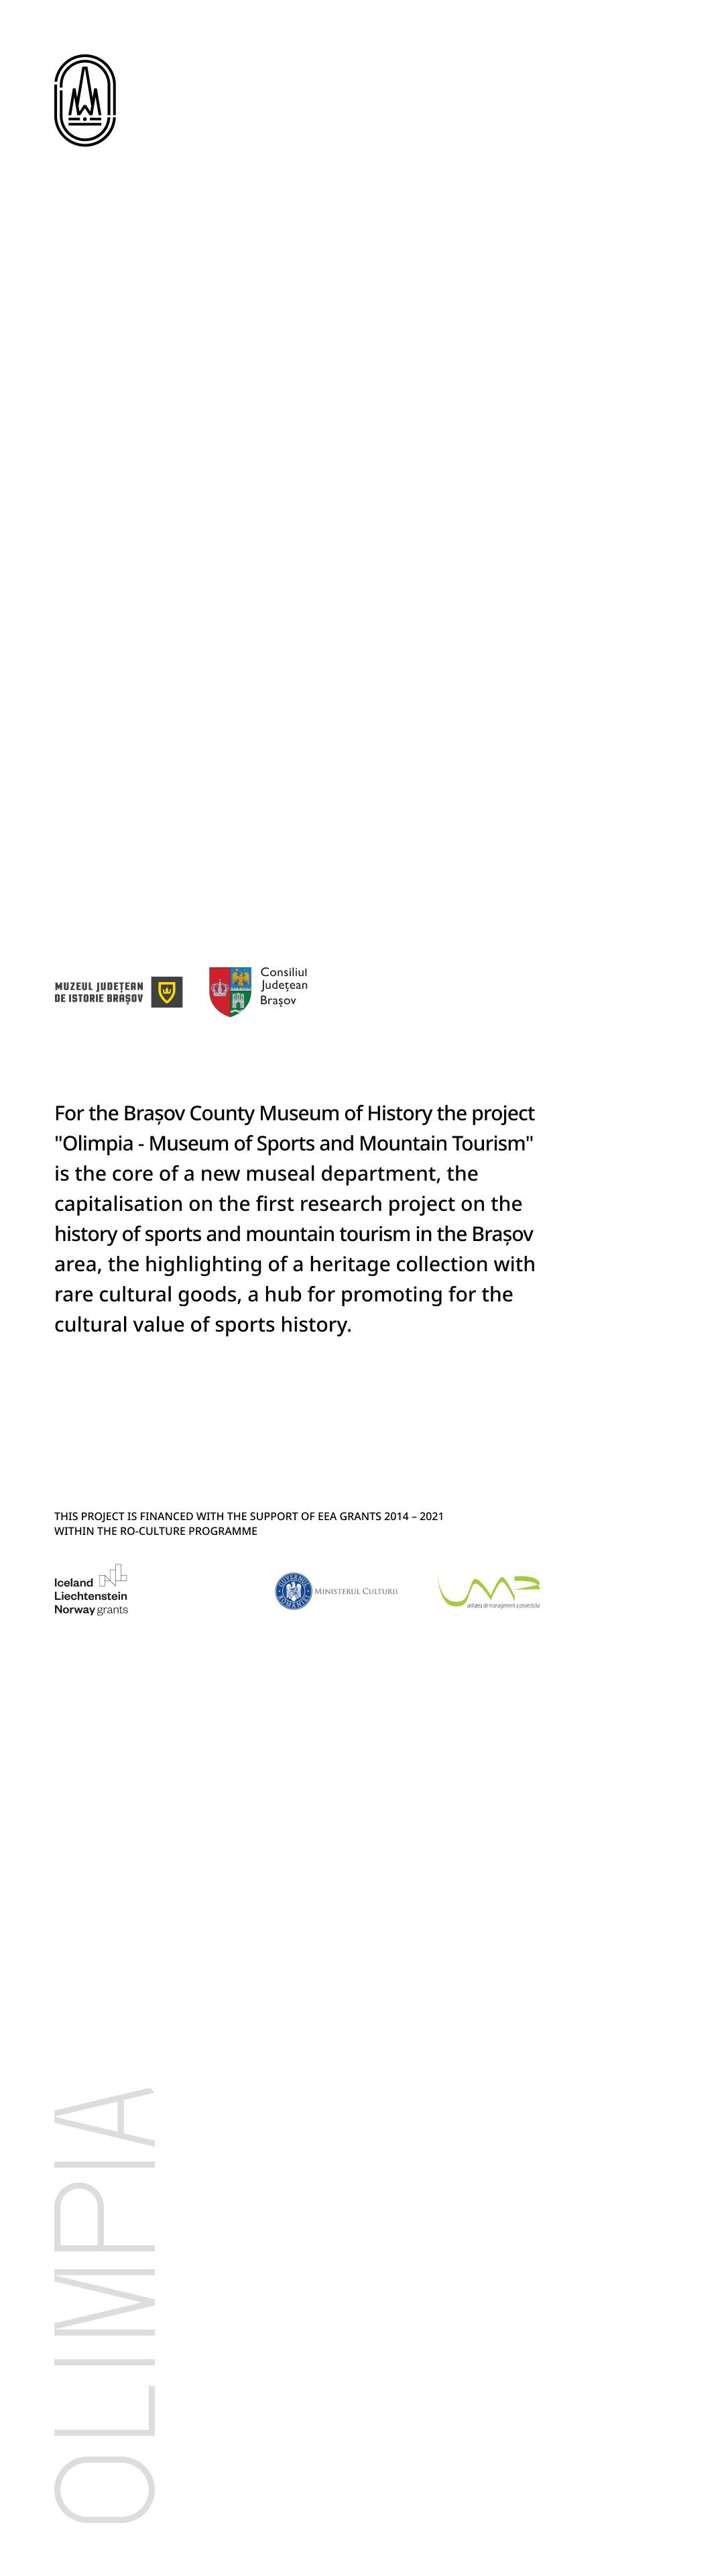 MUZEUL JUDEȚEAN
DE ISTORIE BRAȘOV
Consiliul
Județean
Brașov
For the Brașov County Museum of History the project
"Olimpia - Museum of Sports and Mountain Tourism"
is the core of a new museal department, the
capitalisation on the first research project on the
history of sports and mountain tourism in the Brașov
area, the highlighting of a heritage collection with
rare cultural goods, a hub for promoting for the
cultural value of sports history.
THIS PROJECT IS FINANCED WITH THE SUPPORT OF EEA GRANTS 2014 – 2021
WITHIN THE RO-CULTURE PROGRAMME
Iceland
Liechtenstein
Norway grants
GUVERNUL ROMÂNIEI
MINISTERUL CULTURII
UMP
unitatea de management a proiectului
OLIMPIA